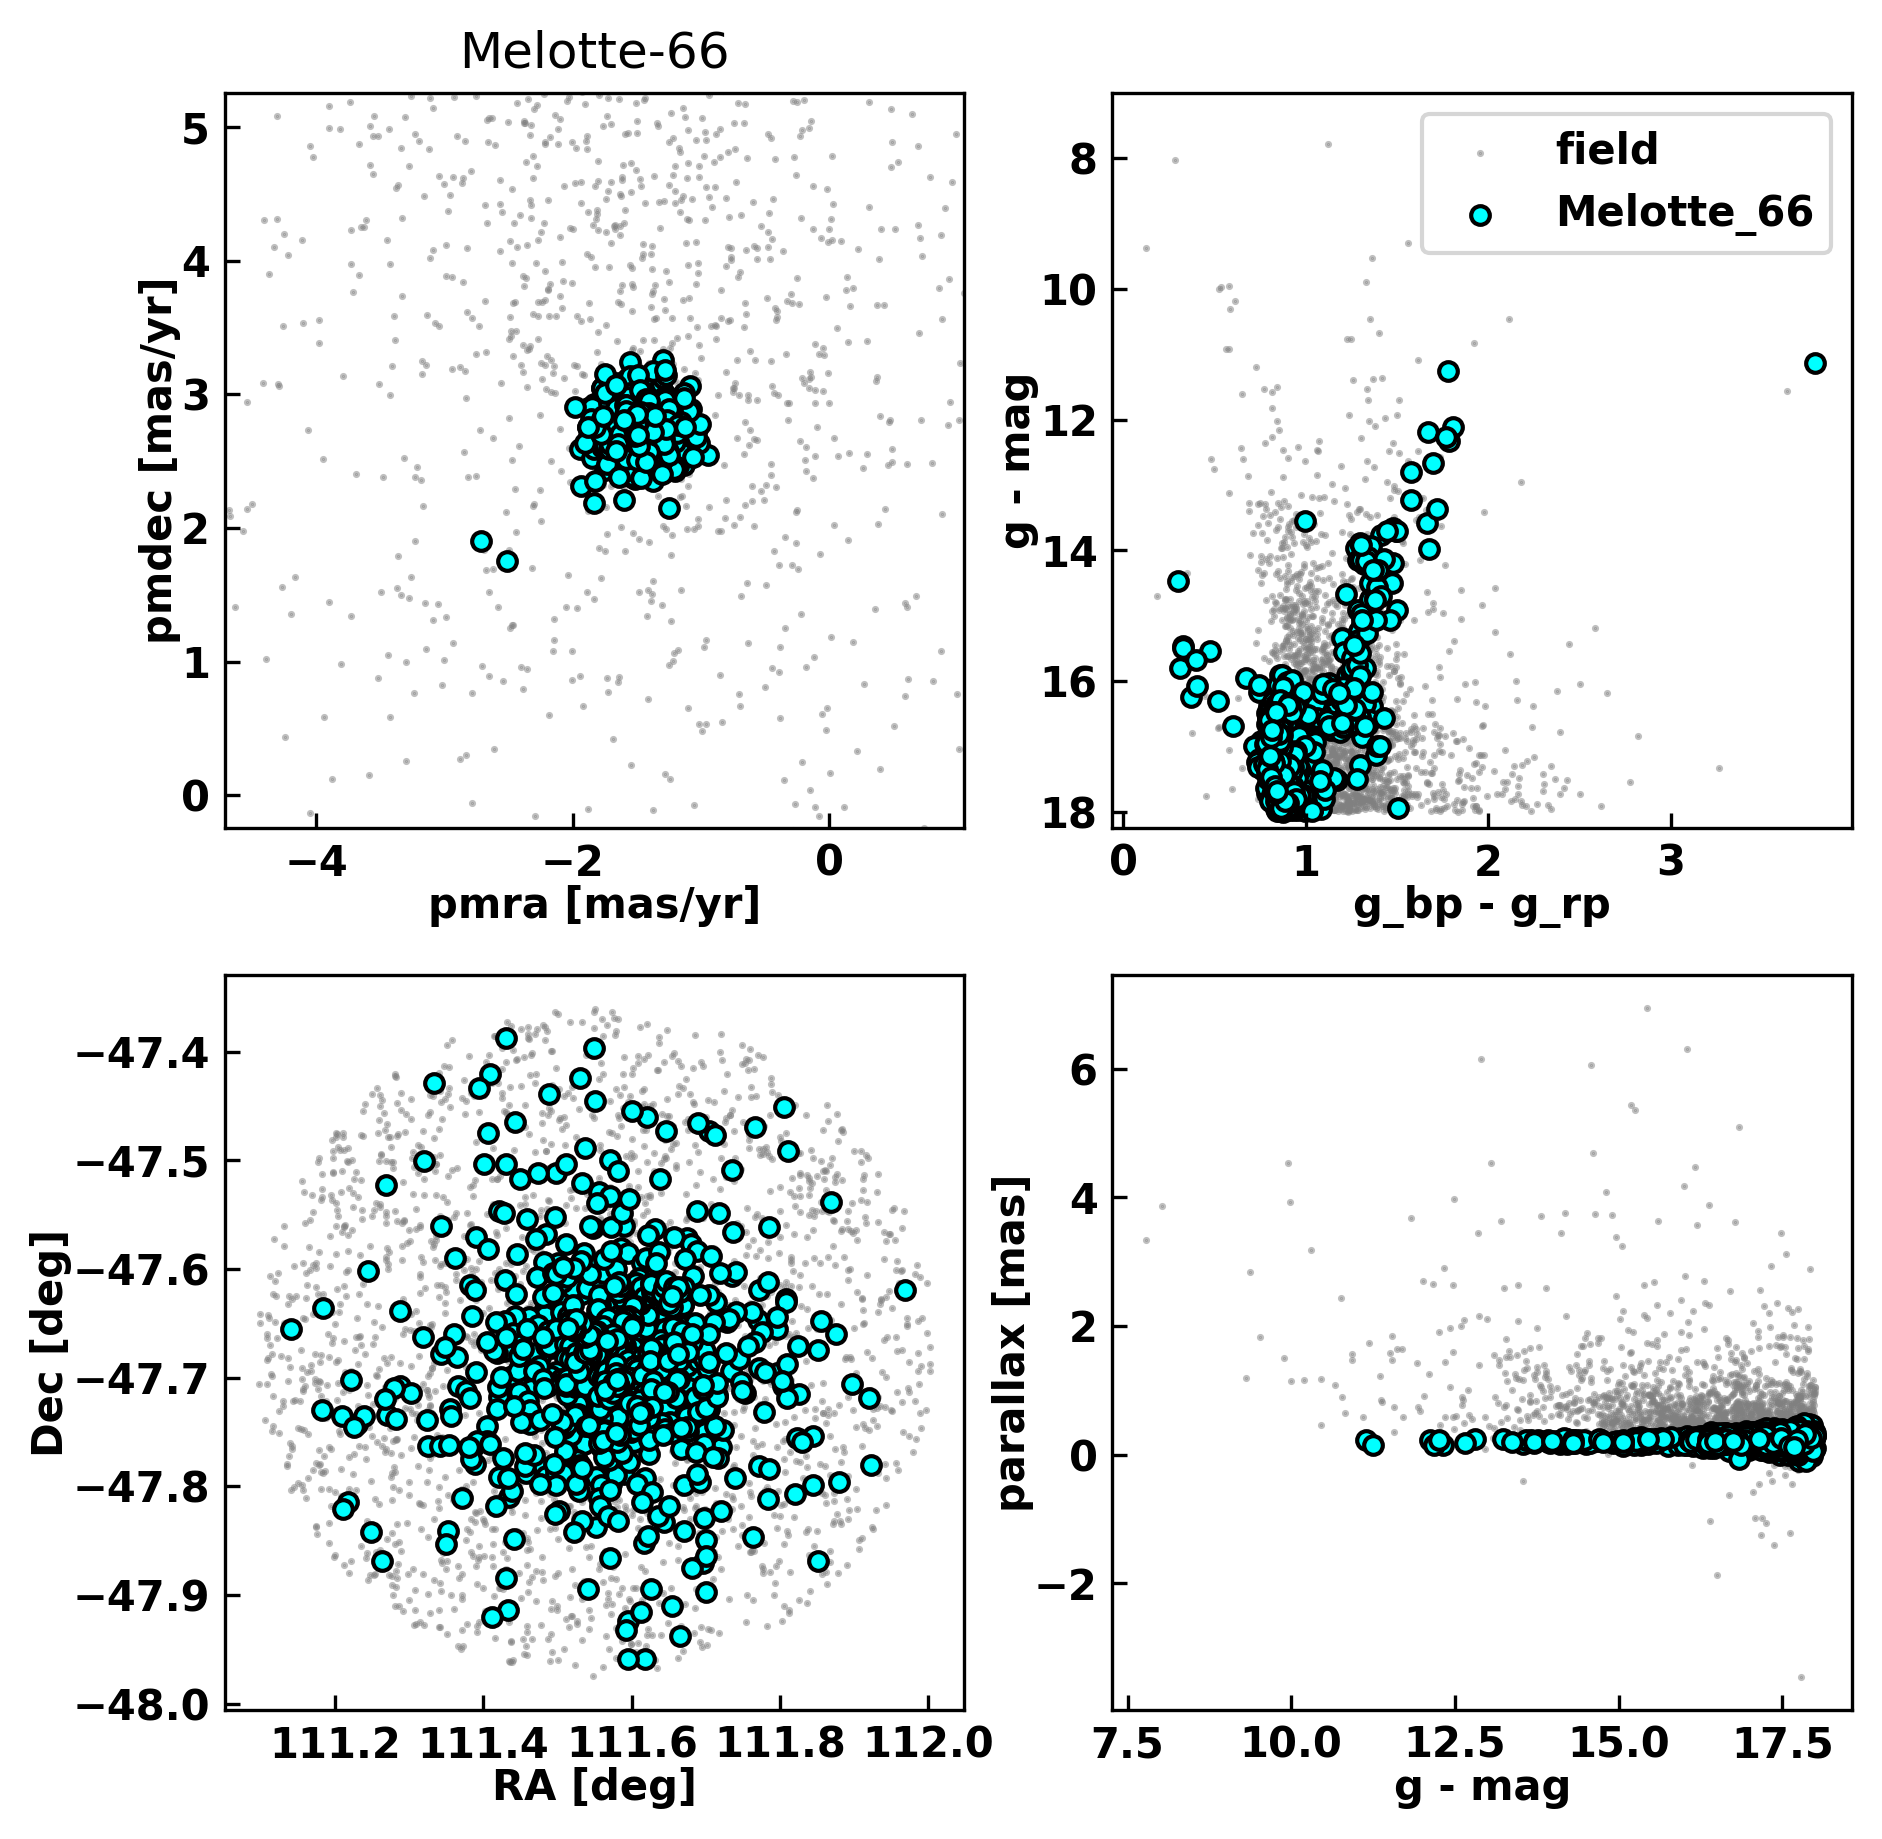 Melotte-66
5
4
3
2
1
0
pmdec [mas/yr]
−4 −2 0
pmra [mas/yr]
field
Melotte_66
8
10
12
14
16
18
g - mag
0 1 2 3
g_bp - g_rp
−47.4
−47.5
−47.6
−47.7
−47.8
−47.9
−48.0
Dec [deg]
111.2 111.4 111.6 111.8 112.0
RA [deg]
6
4
2
0
−2
parallax [mas]
7.5 10.0 12.5 15.0 17.5
g - mag